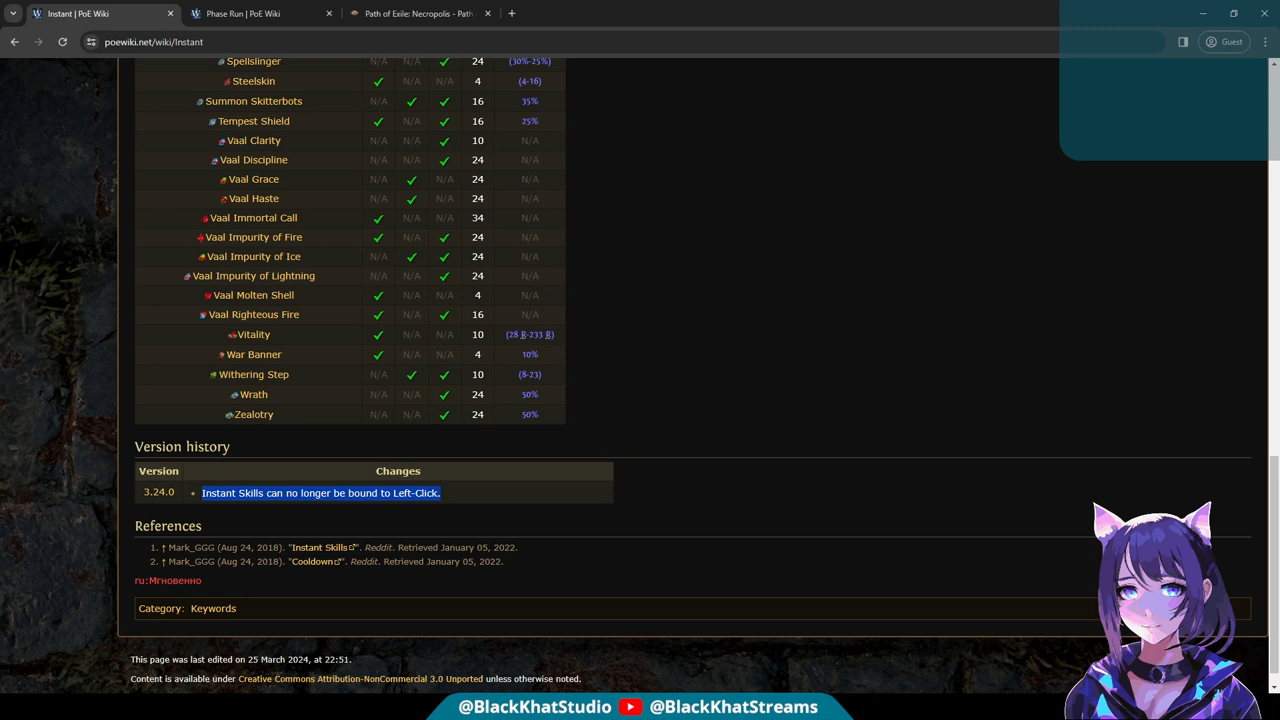 Instant | PoE Wiki
Phase Run | PoE Wiki
Path of Exile: Necropolis - Path
poewiki.net/wiki/Instant
Guest
Spellslinger N/A N/A 24 (30%-25%)
Steelskin N/A N/A 4 (4-16)
Summon Skitterbots N/A 16 35%
Tempest Shield N/A 16 25%
Vaal Clarity N/A N/A 10 N/A
Vaal Discipline N/A N/A 24 N/A
Vaal Grace N/A N/A 24 N/A
Vaal Haste N/A N/A 24 N/A
Vaal Immortal Call N/A N/A 34 N/A
Vaal Impurity of Fire N/A 24 N/A
Vaal Impurity of Ice N/A 24 N/A
Vaal Impurity of Lightning N/A N/A 24 N/A
Vaal Molten Shell N/A N/A 4 N/A
Vaal Righteous Fire N/A 16 N/A
Vitality N/A N/A 10 (28 R-233 R)
War Banner N/A N/A 4 10%
Withering Step N/A 10 (8-23)
Wrath N/A N/A 24 50%
Zealotry N/A N/A 24 50%
Version history
Version Changes
3.24.0 • Instant Skills can no longer be bound to Left-Click.
References
1. ↑ Mark_GGG (Aug 24, 2018). "Instant Skills". Reddit. Retrieved January 05, 2022.
2. ↑ Mark_GGG (Aug 24, 2018). "Cooldown". Reddit. Retrieved January 05, 2022.
ru:Мгновенно
Category: Keywords
This page was last edited on 25 March 2024, at 22:51.
Content is available under Creative Commons Attribution-NonCommercial 3.0 Unported unless otherwise noted.
@BlackKhatStudio @BlackKhatStreams